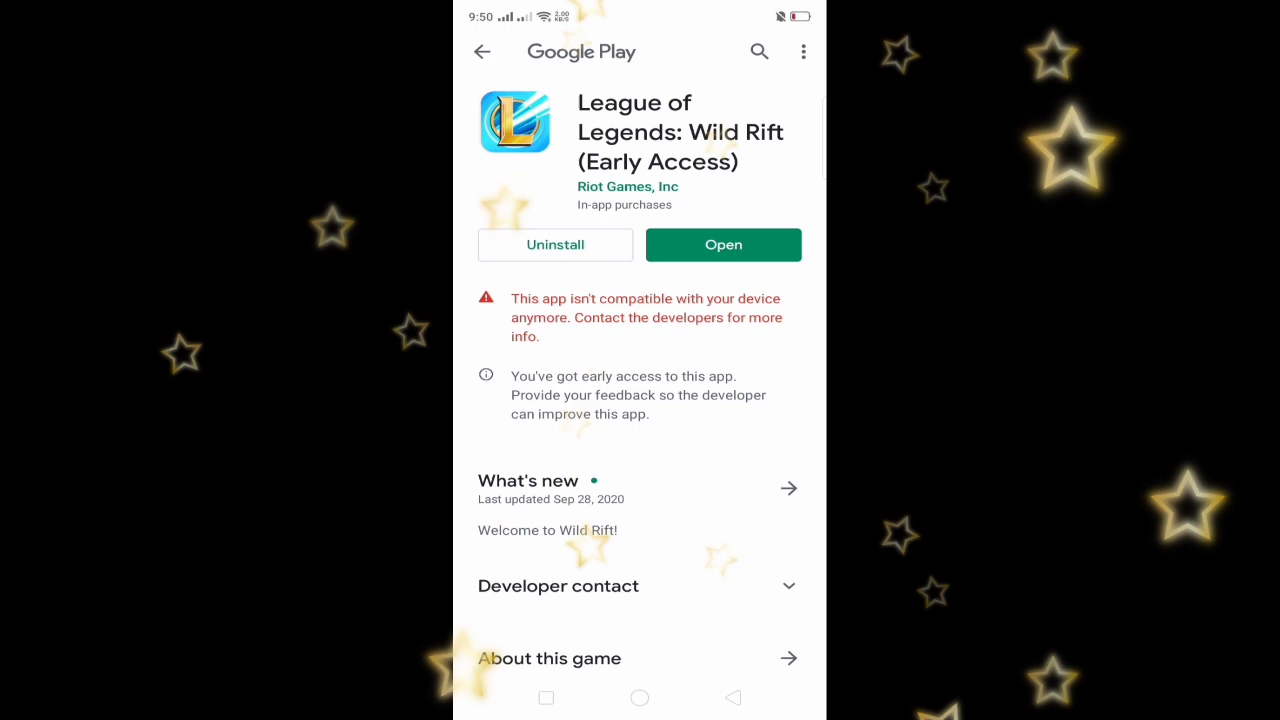 9:50 2.00 KB/S
Google Play
League of
Legends: Wild Rift
(Early Access)
Riot Games, Inc
In-app purchases
Uninstall Open
This app isn't compatible with your device
anymore. Contact the developers for more
info.
You've got early access to this app.
Provide your feedback so the developer
can improve this app.
What's new
Last updated Sep 28, 2020
Welcome to Wild Rift!
Developer contact
About this game